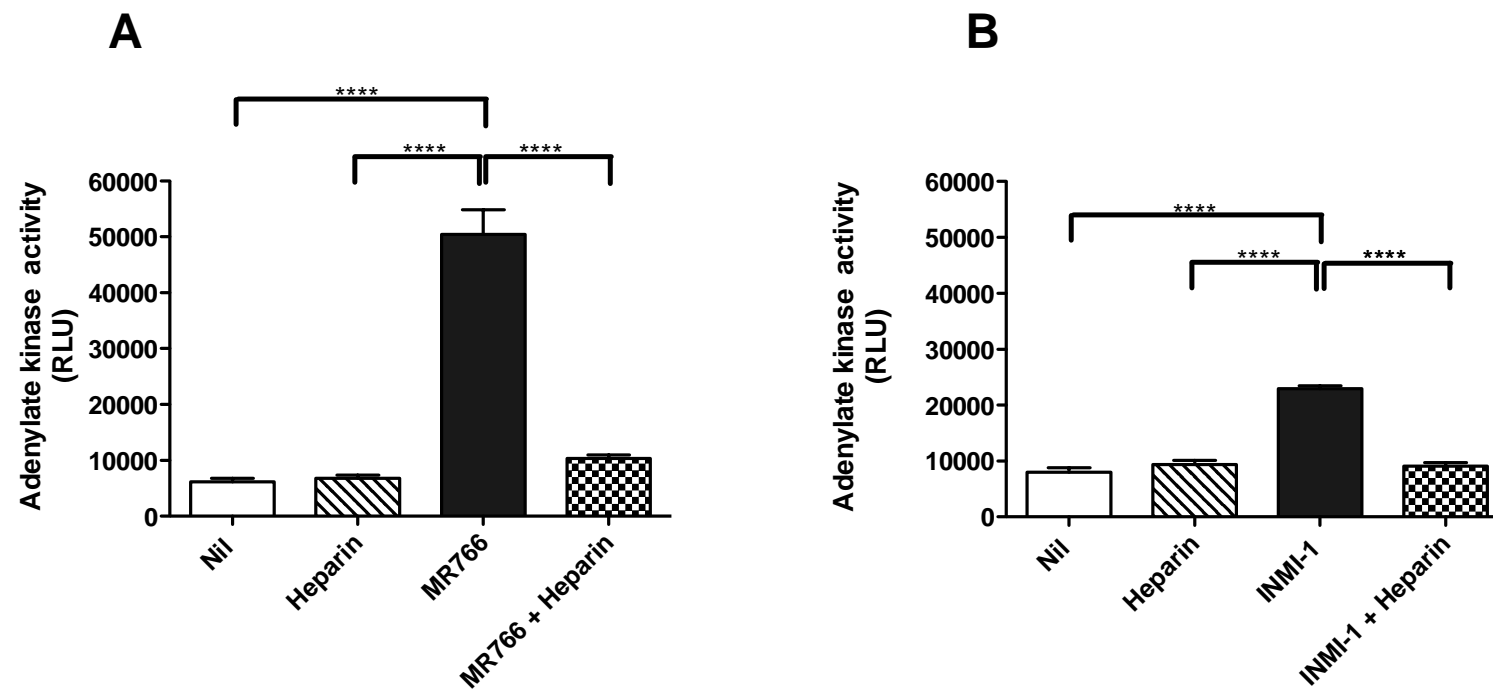 A
****
**** ****
Adenylate kinase activity
(RLU)
60000
50000
40000
30000
20000
10000
0
Nil
Heparin
MR766
MR766 + Heparin
B
****
**** ****
Adenylate kinase activity
(RLU)
60000
50000
40000
30000
20000
10000
0
Nil
Heparin
INMI-1
INMI-1 + Heparin